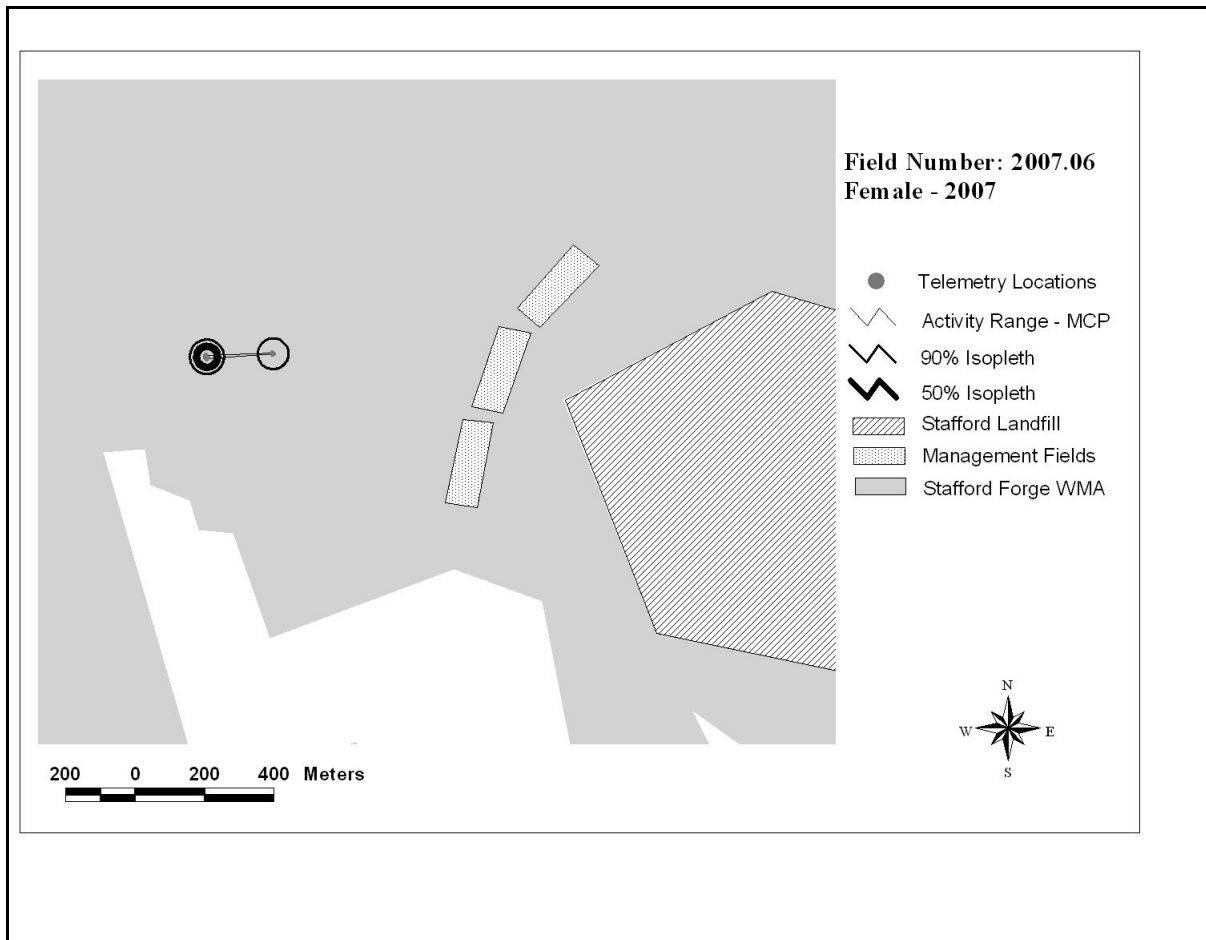 Field Number: 2007.06
Female - 2007
Telemetry Locations
Activity Range - MCP
90% Isopleth
50% Isopleth
Stafford Landfill
Management Fields
Stafford Forge WMA
N
W E
S
200 0 200 400 Meters